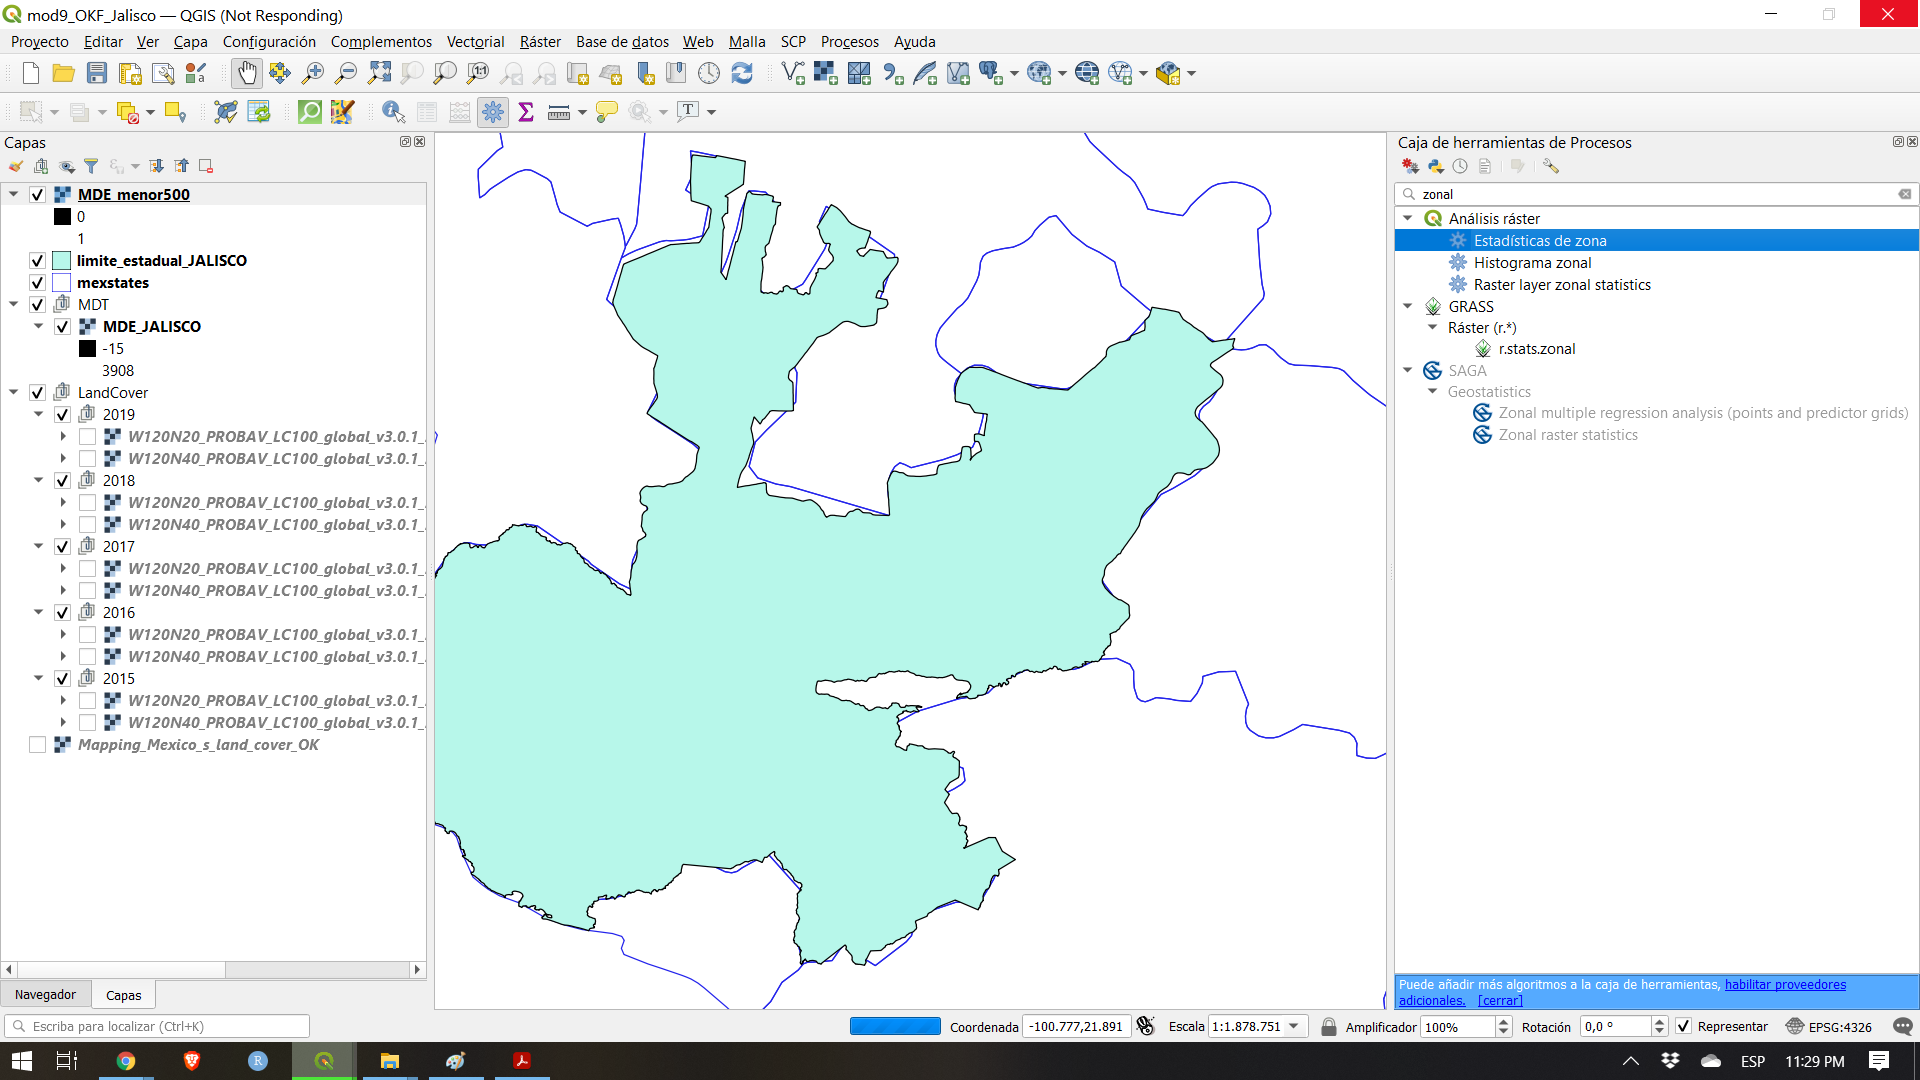 mod9_OKF_Jalisco — QGIS (Not Responding)
Proyecto Editar Ver Capa Configuración Complementos Vectorial Ráster Base de datos Web Malla SCP Procesos Ayuda
1:1
T
Capas
MDE_menor500
0
1
limite_estadual_JALISCO
mexstates
MDT
MDE_JALISCO
-15
3908
LandCover
2019
W120N20_PROBAV_LC100_global_v3.0.1_
W120N40_PROBAV_LC100_global_v3.0.1_
2018
W120N20_PROBAV_LC100_global_v3.0.1_
W120N40_PROBAV_LC100_global_v3.0.1_
2017
W120N20_PROBAV_LC100_global_v3.0.1_
W120N40_PROBAV_LC100_global_v3.0.1_
2016
W120N20_PROBAV_LC100_global_v3.0.1_
W120N40_PROBAV_LC100_global_v3.0.1_
2015
W120N20_PROBAV_LC100_global_v3.0.1_
W120N40_PROBAV_LC100_global_v3.0.1_
Mapping_Mexico_s_land_cover_OK
Navegador Capas
Caja de herramientas de Procesos
zonal
Análisis ráster
Estadísticas de zona
Histograma zonal
Raster layer zonal statistics
GRASS
Ráster (r.*)
r.stats.zonal
SAGA
Geostatistics
Zonal multiple regression analysis (points and predictor grids)
Zonal raster statistics
Puede añadir más algoritmos a la caja de herramientas, habilitar proveedores
adicionales. [cerrar]
Escriba para localizar (Ctrl+K) Coordenada -100.777,21.891 Escala 1:1.878.751 Amplificador 100% Rotación 0,0 ° Representar EPSG:4326
R ESP 11:29 PM